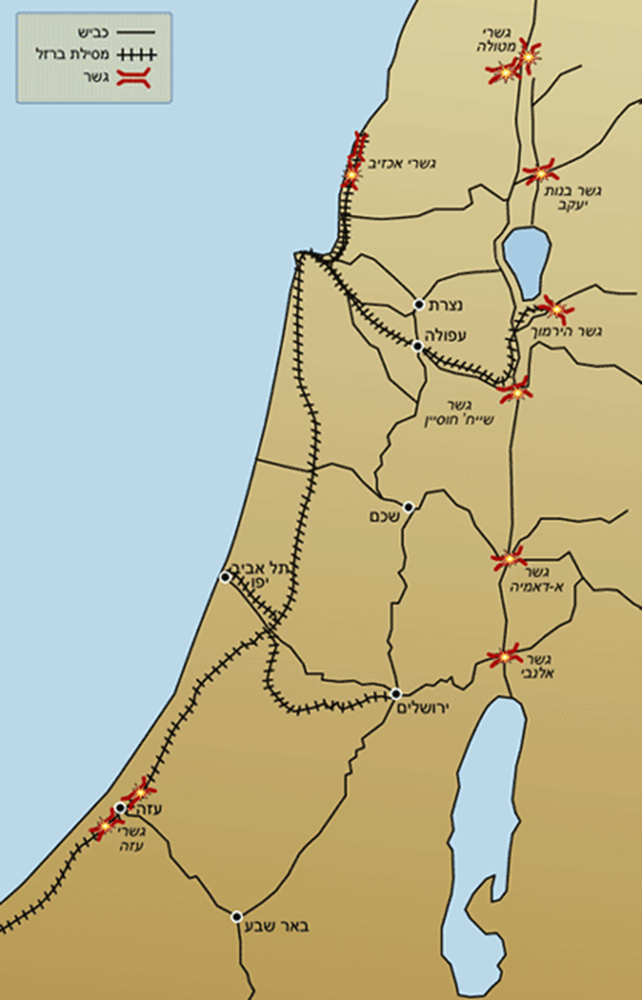 כביש
מסילת ברזל
גשר
גשרי
מטולה
גשרי אכזיב
גשר בנות
יעקב
נצרת
גשר הירמוך
עפולה
גשר
שייח' חוסיין
שכם
תל אביב
יפו
גשר
א-דאמיה
גשר
אלנבי
ירושלים
עזה
גשרי
עזה
באר שבע